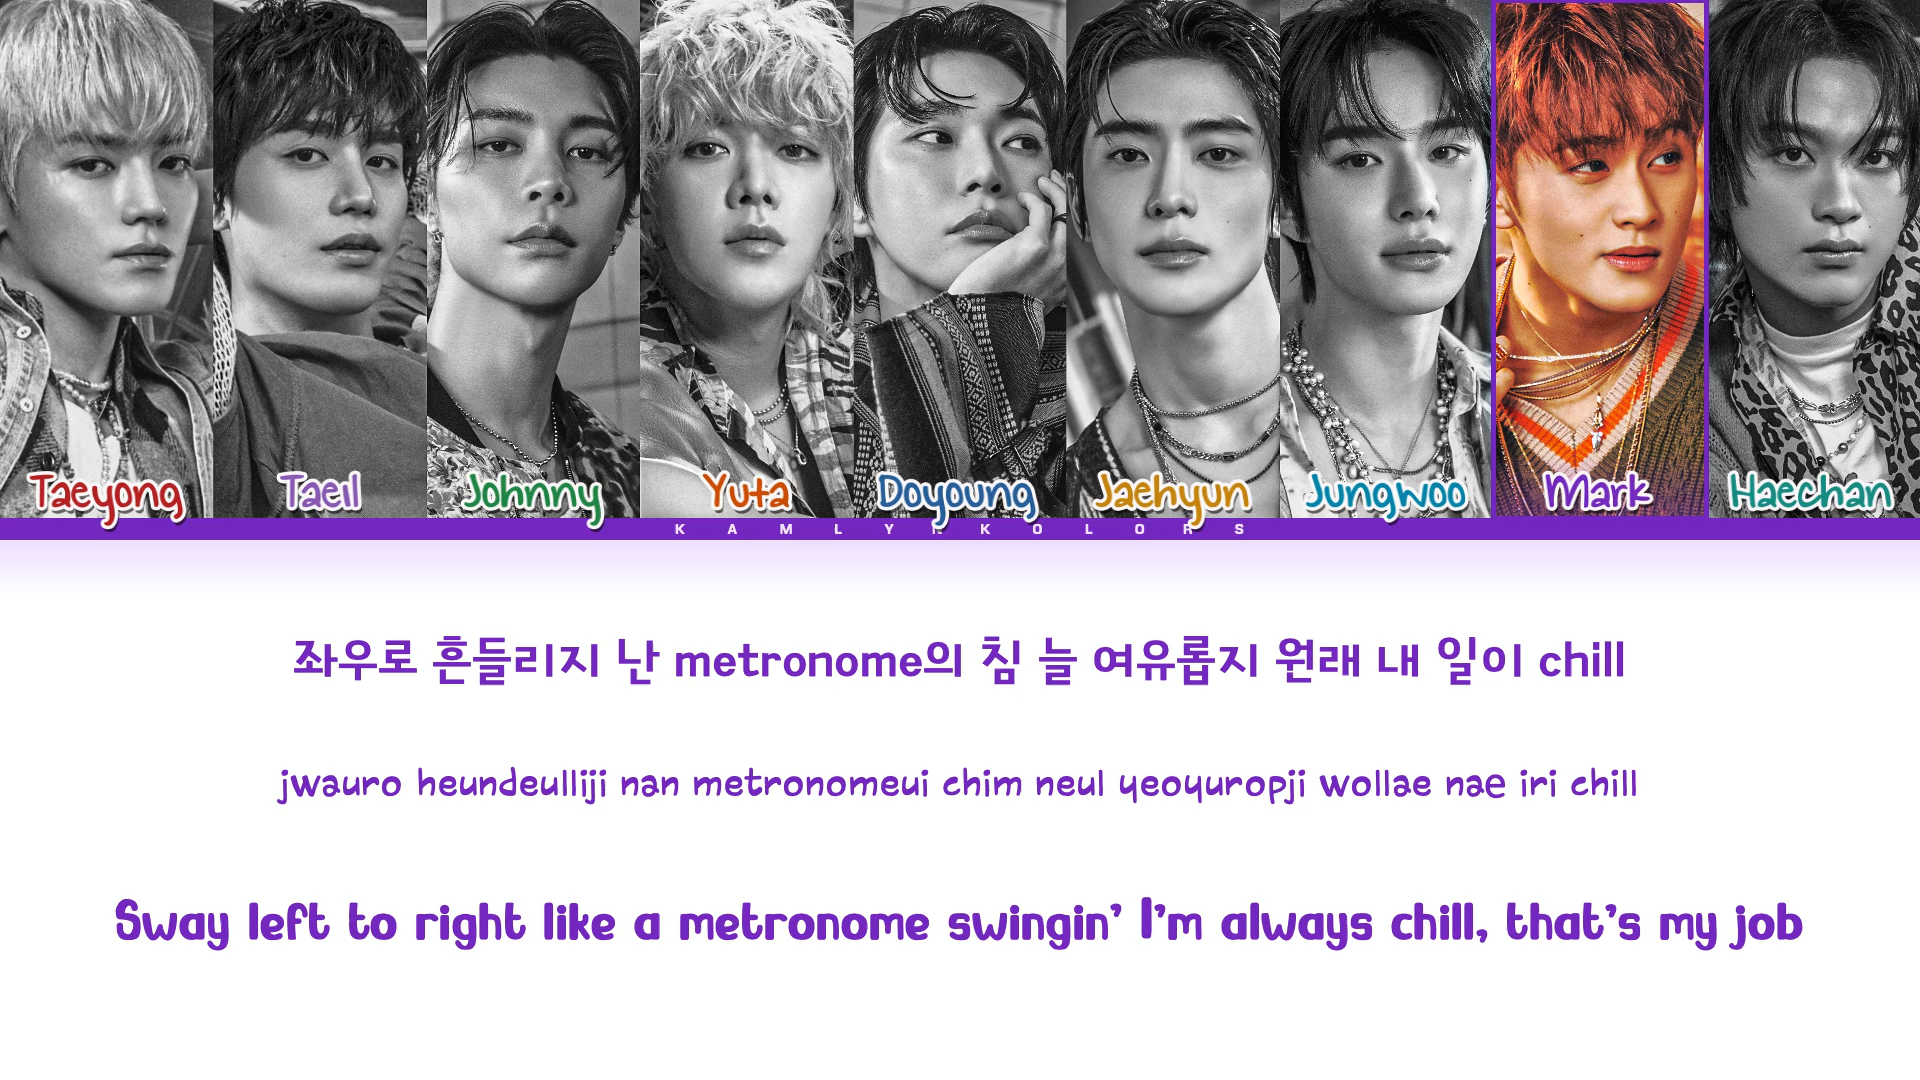 Taeyong Taeil Johnny Yuta Doyoung Jaehyun Jungwoo Mark Haechan
KAMLYNKOLORS
좌우로 흔들리지 난 metronome의 침 늘 여유롭지 원래 내 일이 chill
jwauro heundeulliji nan metronomeui chim neul yeoyuropji wollae nae iri chill
Sway left to right like a metronome swingin' I'm always chill, that's my job